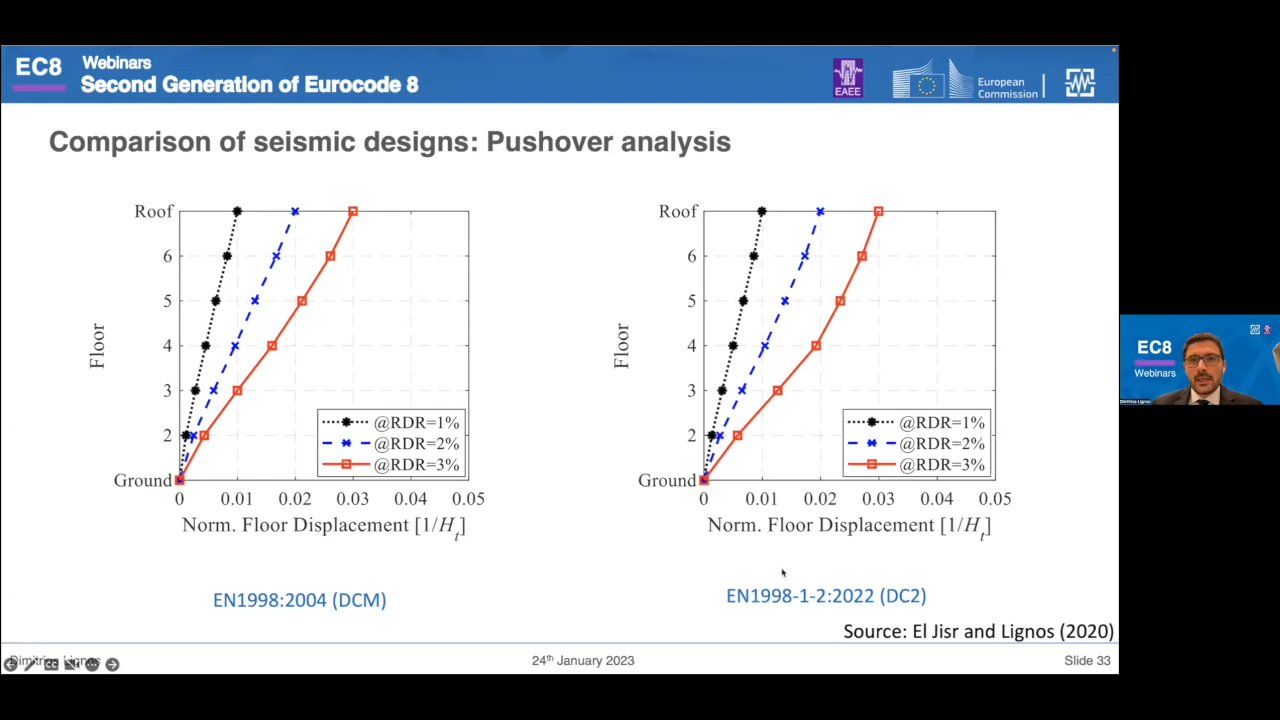 EC8
Webinars
Second Generation of Eurocode 8
EAEE
European
Commission
Comparison of seismic designs: Pushover analysis
Roof
6
5
4
3
2
Ground
Floor
@RDR=1%
@RDR=2%
@RDR=3%
0 0.01 0.02 0.03 0.04 0.05
Norm. Floor Displacement [1/Ht]
EN1998:2004 (DCM)
Roof
6
5
4
3
2
Ground
Floor
@RDR=1%
@RDR=2%
@RDR=3%
0 0.01 0.02 0.03 0.04 0.05
Norm. Floor Displacement [1/Ht]
EN1998-1-2:2022 (DC2)
Source: El Jisr and Lignos (2020)
Dimitrios Lignos
24th January 2023
Slide 33
EC8
Webinars
Dimitrios Lignos